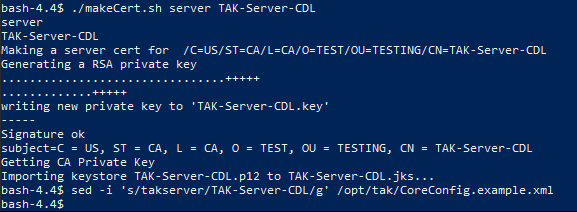 bash-4.4$ ./makeCert.sh server TAK-Server-CDL
server
TAK-Server-CDL
Making a server cert for  /C=US/ST=CA/L=CA/O=TEST/OU=TESTING/CN=TAK-Server-CDL
Generating a RSA private key
................................+++++
.............+++++
writing new private key to 'TAK-Server-CDL.key'
-----
Signature ok
subject=C = US, ST = CA, L = CA, O = TEST, OU = TESTING, CN = TAK-Server-CDL
Getting CA Private Key
Importing keystore TAK-Server-CDL.p12 to TAK-Server-CDL.jks...
bash-4.4$ sed -i 's/takserver/TAK-Server-CDL/g' /opt/tak/CoreConfig.example.xml
bash-4.4$